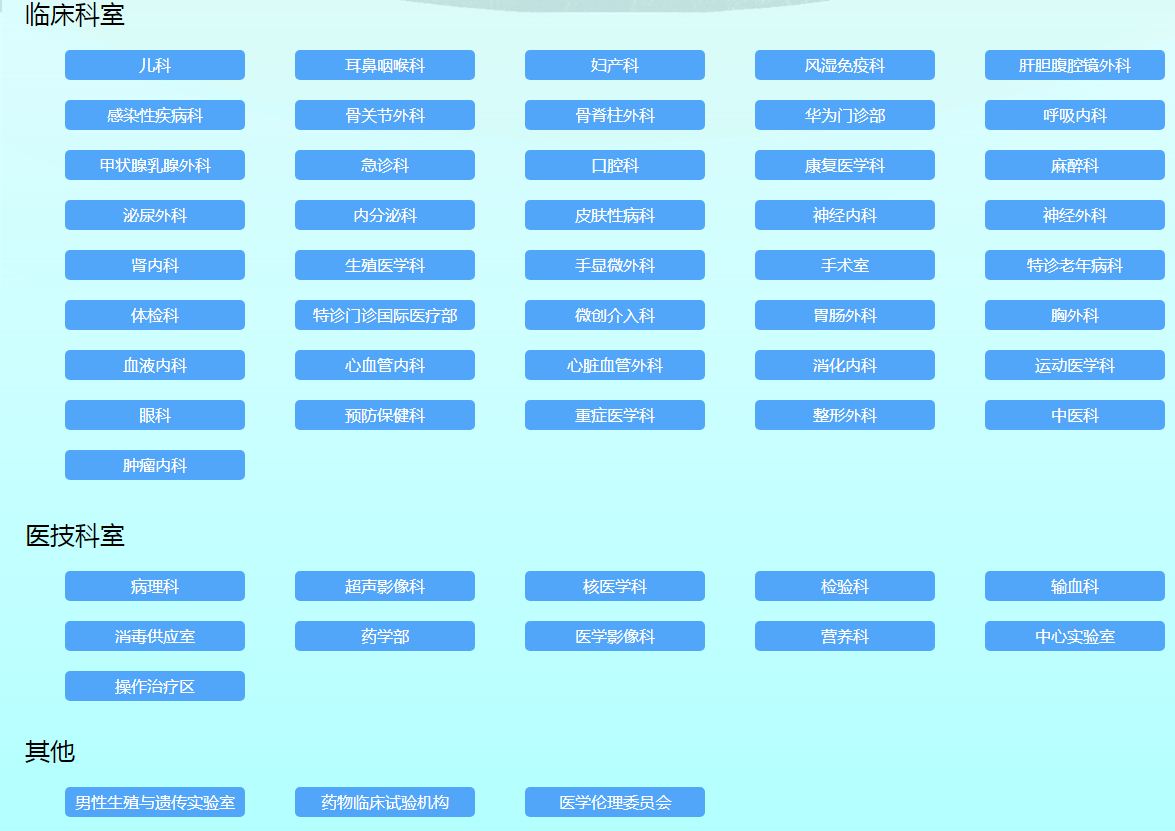 临床科室
儿科 耳鼻咽喉科 妇产科 风湿免疫科 肝胆腹腔镜外科
感染性疾病科 骨关节外科 骨脊柱外科 华为门诊部 呼吸内科
甲状腺乳腺外科 急诊科 口腔科 康复医学科 麻醉科
泌尿外科 内分泌科 皮肤性病科 神经内科 神经外科
肾内科 生殖医学科 手显微外科 手术室 特诊老年病科
体检科 特诊门诊国际医疗部 微创介入科 胃肠外科 胸外科
血液内科 心血管内科 心脏血管外科 消化内科 运动医学科
眼科 预防保健科 重症医学科 整形外科 中医科
肿瘤内科
医技科室
病理科 超声影像科 核医学科 检验科 输血科
消毒供应室 药学部 医学影像科 营养科 中心实验室
操作治疗区
其他
男性生殖与遗传实验室 药物临床试验机构 医学伦理委员会